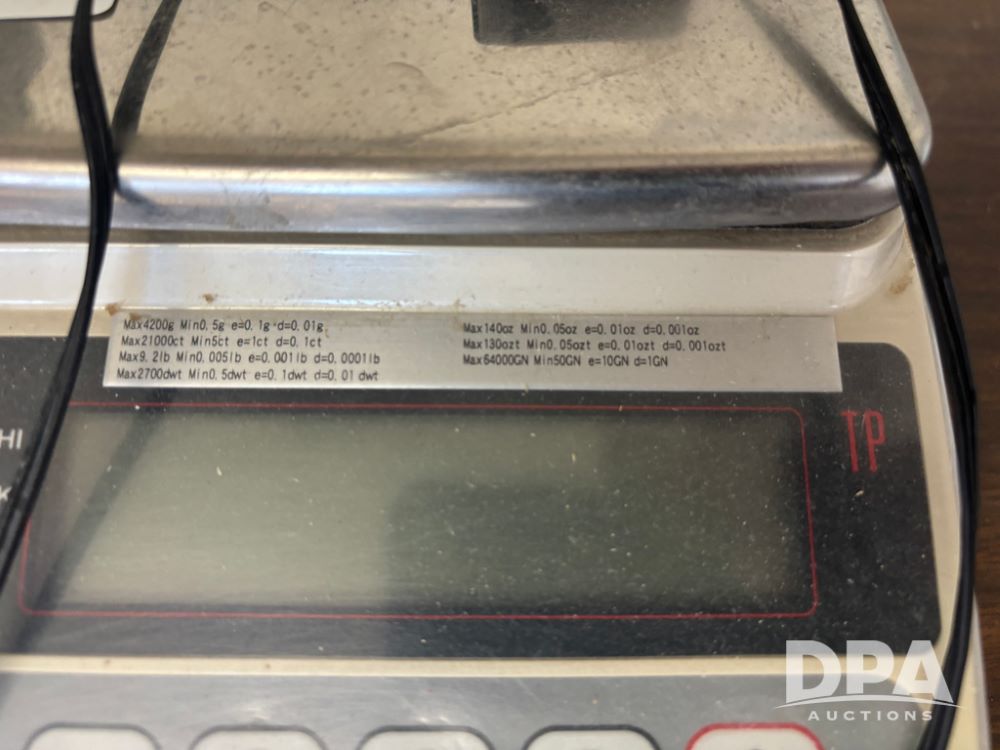 Max4200g Min0.5g e=0.1g d=0.01g
Max21000ct Min5ct e=1ct d=0.1ct
Max9.2lb Min0.005lb e=0.001lb d=0.0001lb
Max2700dwt Min0.5dwt e=0.1dwt d=0.01dwt
Max140oz Min0.05oz e=0.01oz d=0.001oz
Max130ozt Min0.05ozt e=0.01ozt d=0.001ozt
Max64000GN Min50GN e=10GN d=1GN
HI
K
TP
DPA
AUCTIONS